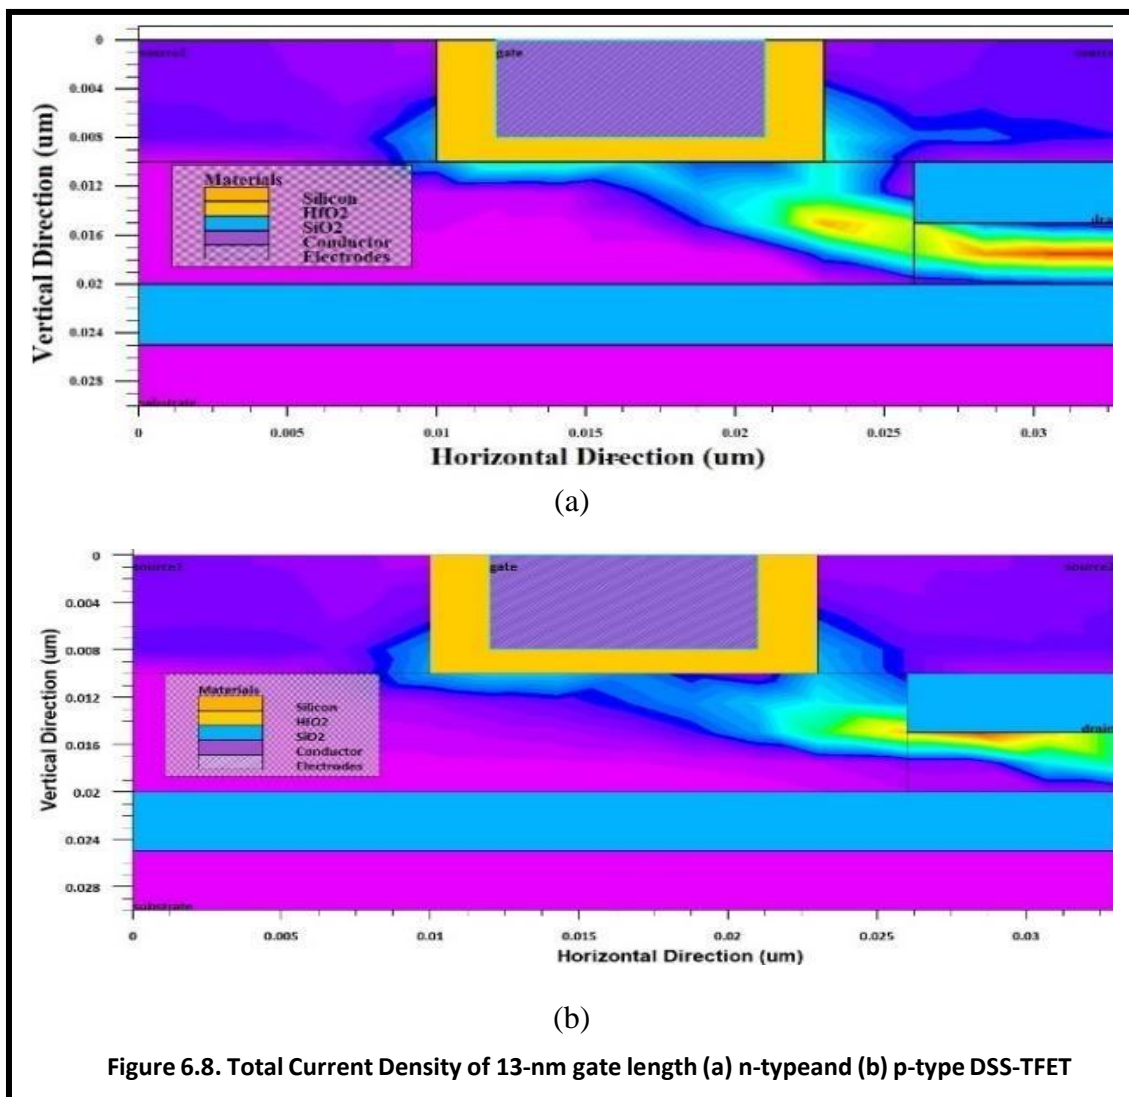 0
0.004
0.008
0.012
0.016
0.02
0.024
0.028
Vertical Direction (um)
gate
Materials
Silicon
HfO2
SiO2
Conductor
Electrodes
dra
substrate
0 0.005 0.01 0.015 0.02 0.025 0.03
Horizontal Direction (um)
(a)
0
0.004
0.008
0.012
0.016
0.02
0.024
0.028
Vertical Direction (um)
source1
gate
source2
Materials
Silicon
HfO2
SiO2
Conductor
Electrodes
drain
substrate
0 0.005 0.01 0.015 0.02 0.025 0.03
Horizontal Direction (um)
(b)
Figure 6.8. Total Current Density of 13-nm gate length (a) n-typeand (b) p-type DSS-TFET